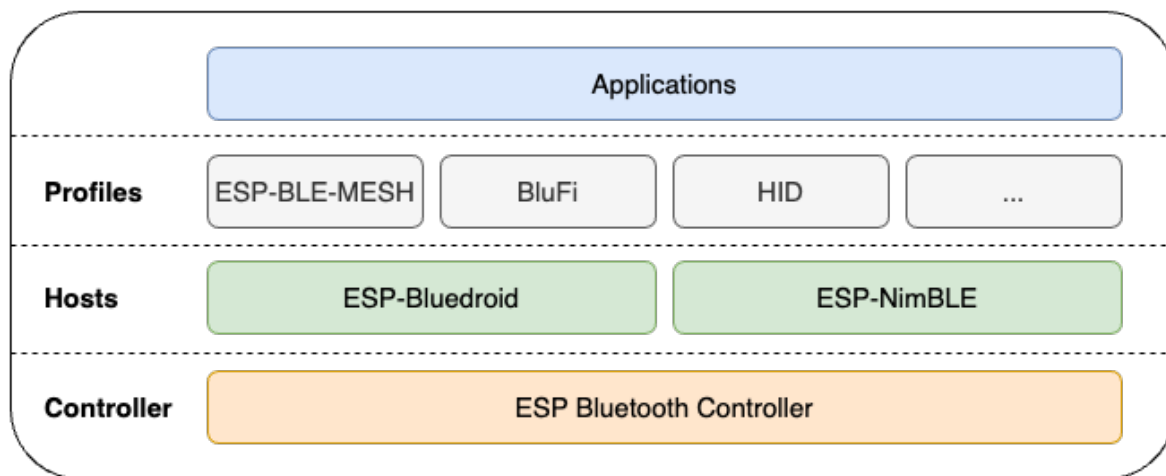 Applications
Profiles ESP-BLE-MESH BluFi HID ...
Hosts ESP-Bluedroid ESP-NimBLE
Controller ESP Bluetooth Controller